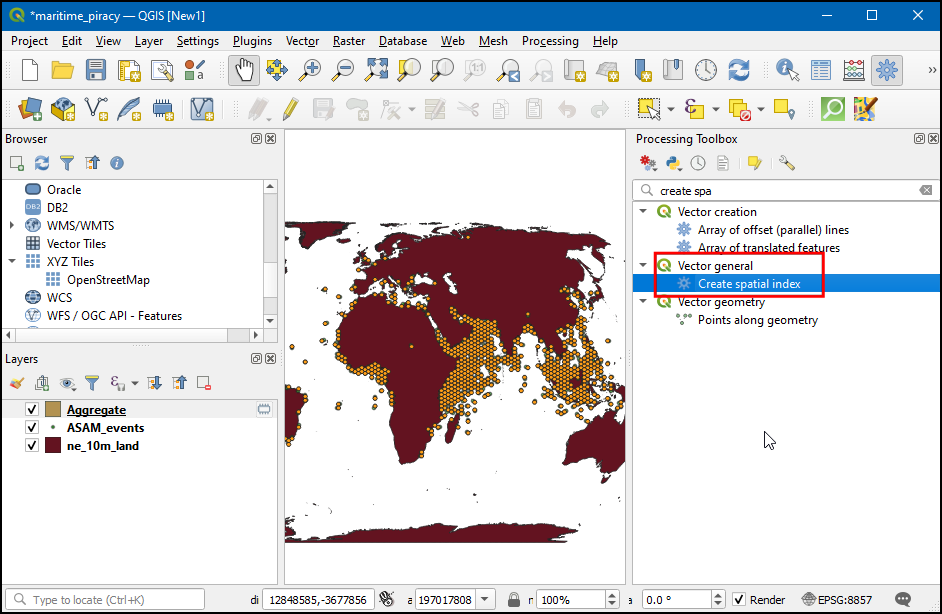 *maritime_piracy — QGIS [New1]
Project Edit View Layer Settings Plugins Vector Raster Database Web Mesh Processing Help
Browser
Oracle
DB2 DB2
WMS/WMTS
Vector Tiles
XYZ Tiles
OpenStreetMap
WCS
WFS / OGC API - Features
Layers
Aggregate
ASAM_events
ne_10m_land
Processing Toolbox
create spa
Vector creation
Array of offset (parallel) lines
Array of translated features
Vector general
Create spatial index
Vector geometry
Points along geometry
Type to locate (Ctrl+K) di 12848585,-3677856 a 197017808 100% a 0.0 ° Render EPSG:8857